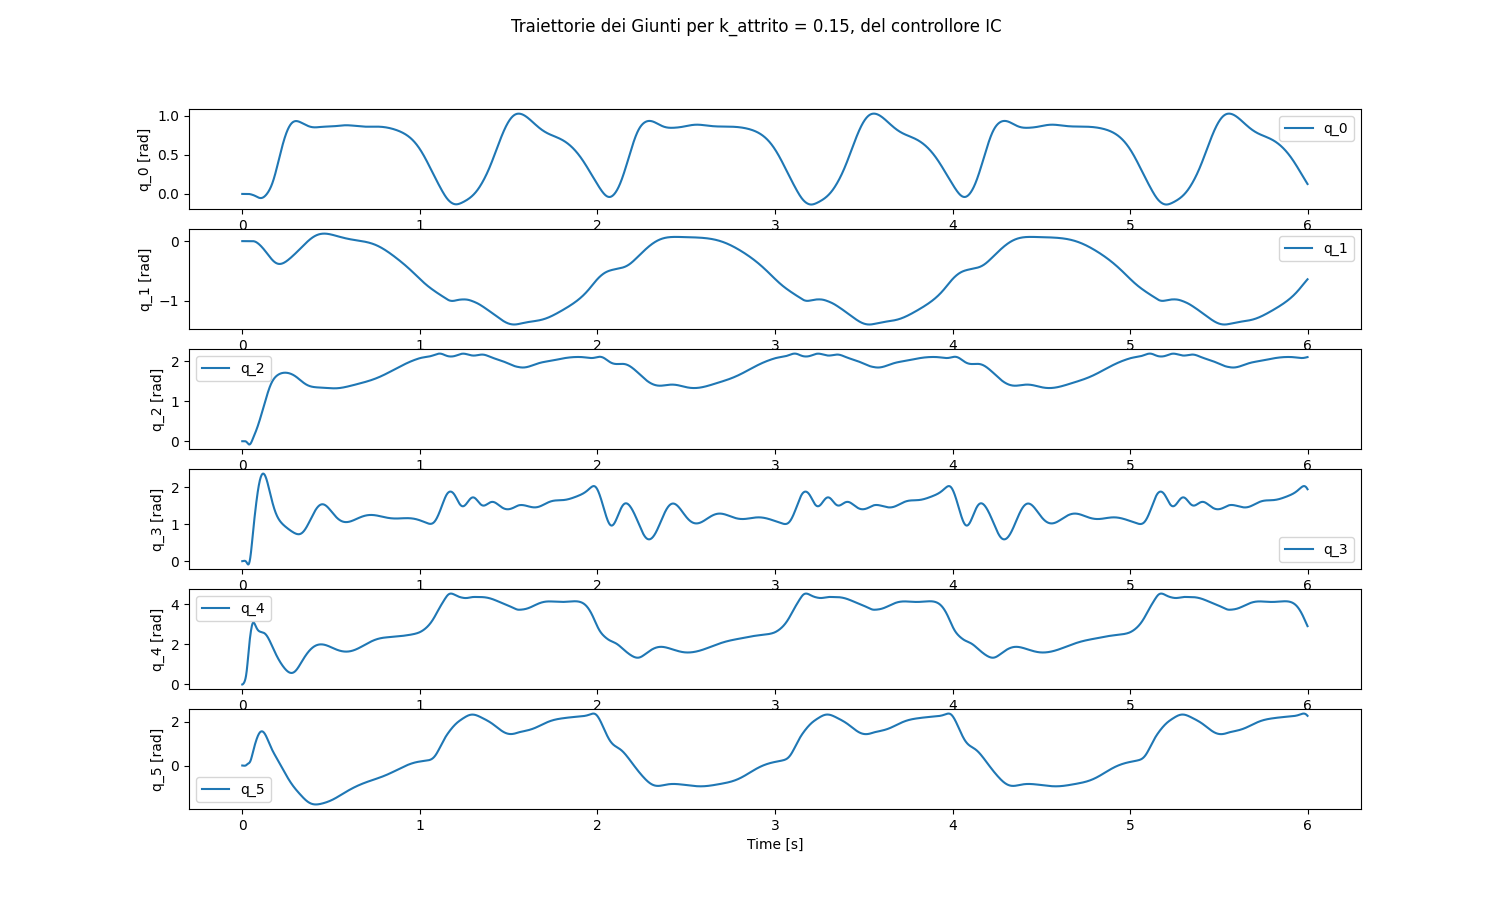 Traiettorie dei Giunti per k_attrito = 0.15, del controllore IC
q_0 [rad]
1.0
0.5
0.0
q_0
0 1 2 3 4 5 6
q_1 [rad]
0
−1
q_1
0 1 2 3 4 5 6
q_2 [rad]
2
1
0
q_2
0 1 2 3 4 5 6
q_3 [rad]
2
1
0
q_3
0 1 2 3 4 5 6
q_4 [rad]
4
2
0
q_4
0 1 2 3 4 5 6
q_5 [rad]
2
0
q_5
0 1 2 3 4 5 6
Time [s]